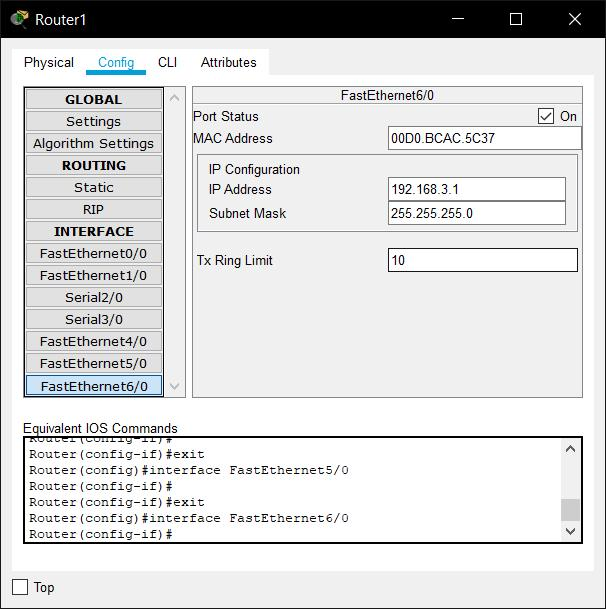 Router1
Physical Config CLI Attributes
GLOBAL
Settings
Algorithm Settings
ROUTING
Static
RIP
INTERFACE
FastEthernet0/0
FastEthernet1/0
Serial2/0
Serial3/0
FastEthernet4/0
FastEthernet5/0
FastEthernet6/0
FastEthernet6/0
Port Status On
MAC Address 00D0.BCAC.5C37
IP Configuration
IP Address 192.168.3.1
Subnet Mask 255.255.255.0
Tx Ring Limit 10
Equivalent IOS Commands
Router(config-if)#
Router(config-if)#exit
Router(config)#interface FastEthernet5/0
Router(config-if)#
Router(config-if)#exit
Router(config)#interface FastEthernet6/0
Router(config-if)#
Top